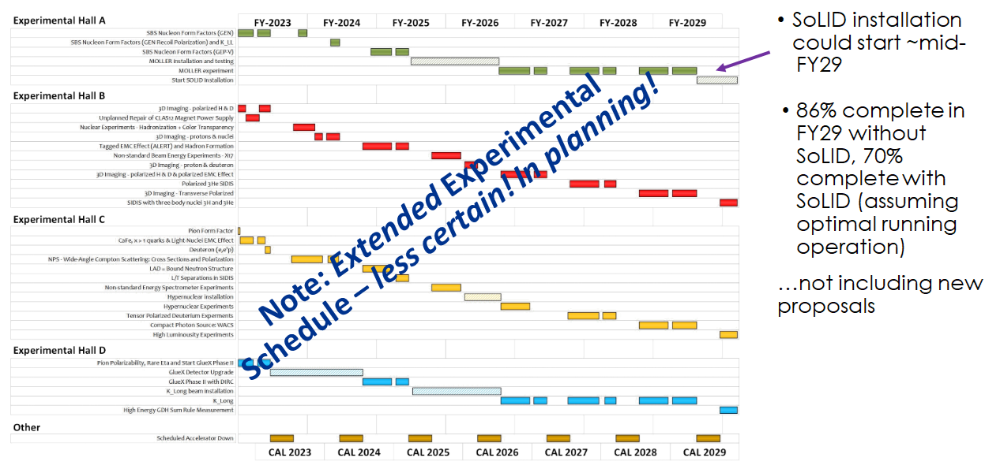 Experimental Hall A
FY-2023 FY-2024 FY-2025 FY-2026 FY-2027 FY-2028 FY-2029
SBS Nucleon Form Factors (GEN)
SBS Nucleon Form Factors (GEN Recoil Polarization) and K_LL
SBS Nucleon Form Factors (GEP-V)
MOLLER installation and testing
MOLLER experiment
Start SOLID Installation
Experimental Hall B
3D Imaging - polarized H & D
Unplanned Repair of CLAS12 Magnet Power Supply
Nuclear Experiments - Hadronization + Color Transparency
3D Imaging - protons & nuclei
Tagged EMC Effect (ALERT) and Hadron Formation
Non-standard Beam Energy Experiments - X17
3D Imaging - proton & deuteron
3D Imaging - polarized H & D & polarized EMC Effect
Polarized 3He SIDIS
3D Imaging - Transverse Polarized
SIDIS with three-body nuclei 3H and 3He
Experimental Hall C
Pion Form Factor
CaFe, x > 1 quarks & Light-Nuclei EMC Effect
Deuteron (e,e'p)
NPS - Wide-Angle Compton Scattering: Cross Sections and Polarization
LAD = Bound Neutron Structure
L/T Separations in SIDIS
Non-standard Energy Spectrometer Experiments
Hypernuclear installation
Hypernuclear Experiments
Tensor Polarized Deuterium Experments
Compact Photon Source: WACS
High Luminousity Experiments
Experimental Hall D
Pion Polarizability, Rare Eta and Start GlueX Phase II
GlueX Detector Upgrade
GlueX Phase II with DIRC
K_Long beam installation
K_Long
High Energy GDH Sum Rule Measurement
Other
Scheduled Accelerator Down
CAL 2023 CAL 2024 CAL 2025 CAL 2026 CAL 2027 CAL 2028 CAL 2029
Note: Extended Experimental
Schedule – less certain! In planning!
• SoLID installation
could start ~mid-
FY29
• 86% complete in
FY29 without
SoLID, 70%
complete with
SoLID (assuming
optimal running
operation)
…not including new
proposals